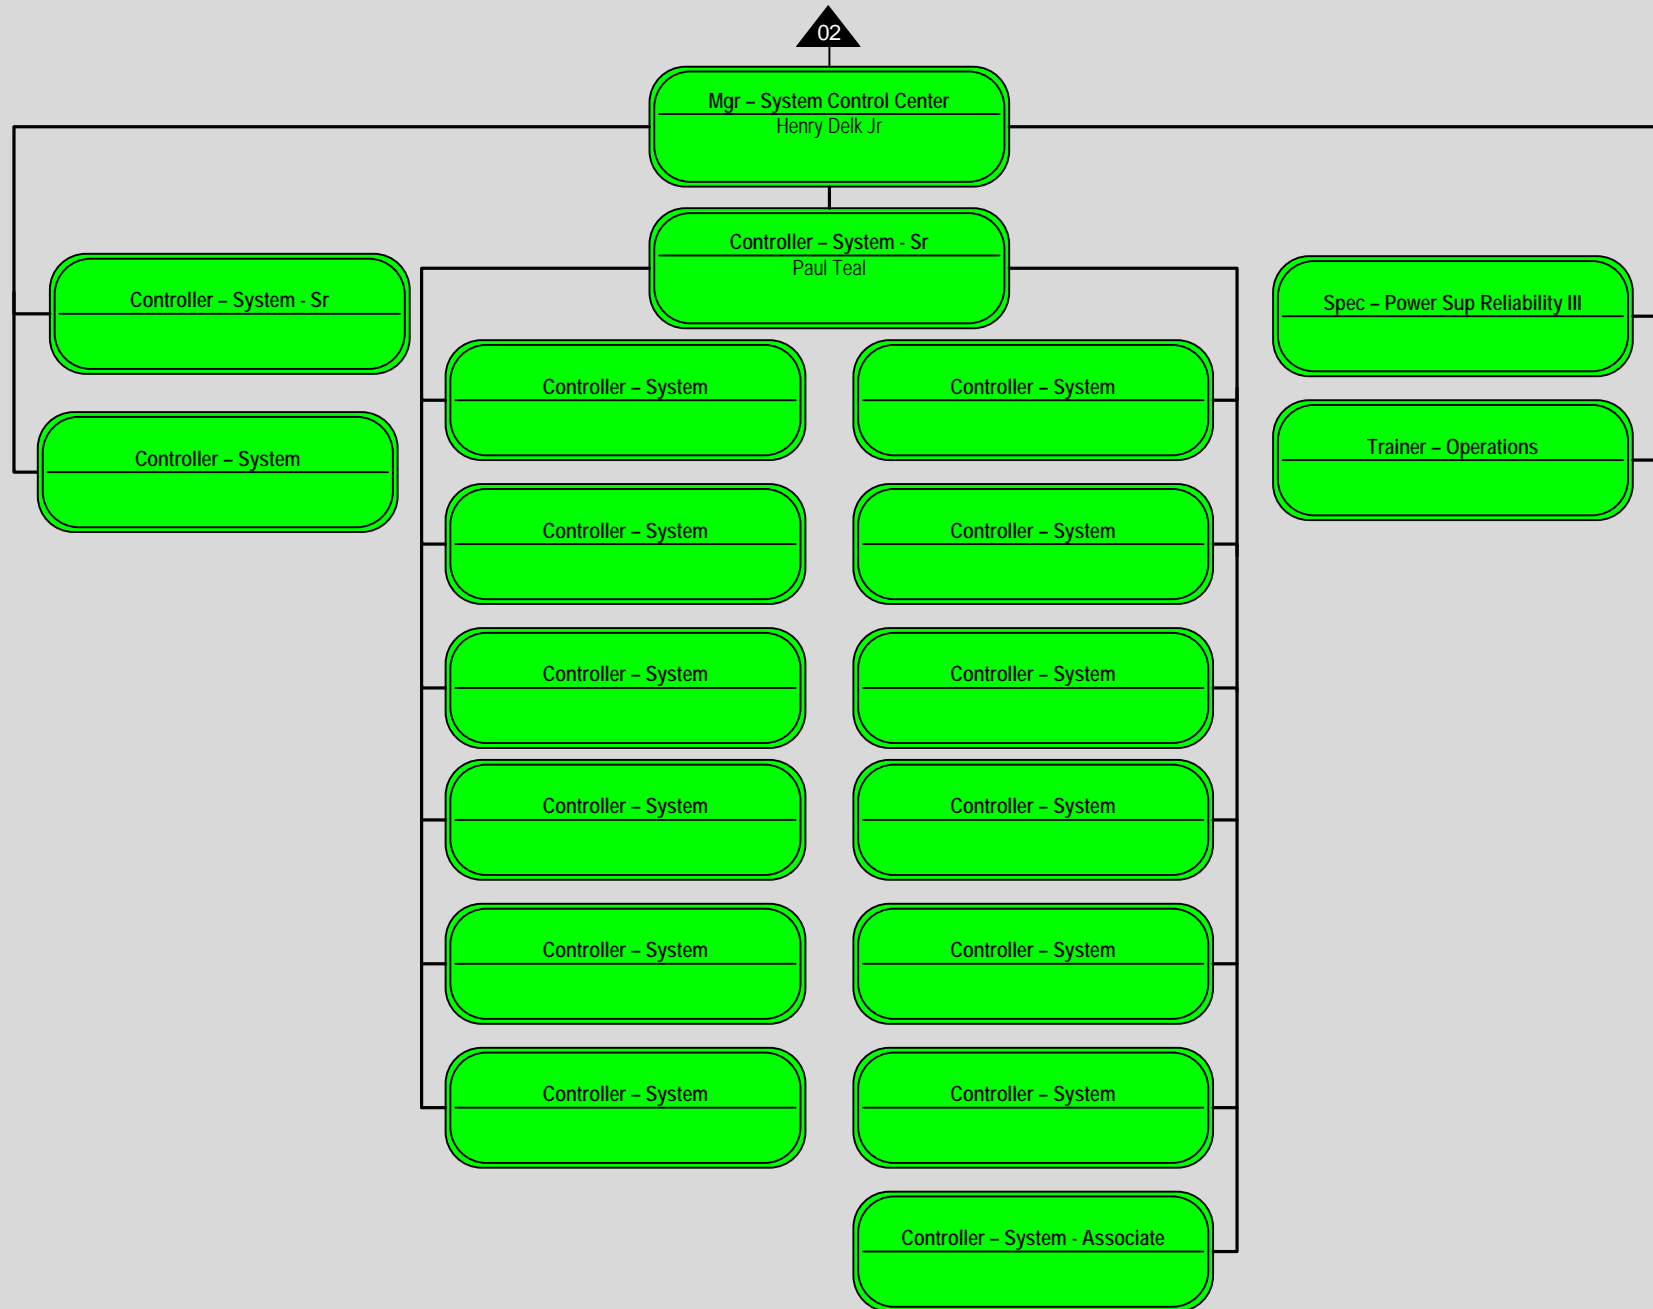 02
Mgr – System Control Center
Henry Delk Jr
Controller – System - Sr
Paul Teal
Controller – System - Sr
Controller – System
Spec – Power Sup Reliability III
Trainer – Operations
Controller – System
Controller – System
Controller – System
Controller – System
Controller – System
Controller – System
Controller – System
Controller – System
Controller – System
Controller – System
Controller – System
Controller – System
Controller – System - Associate